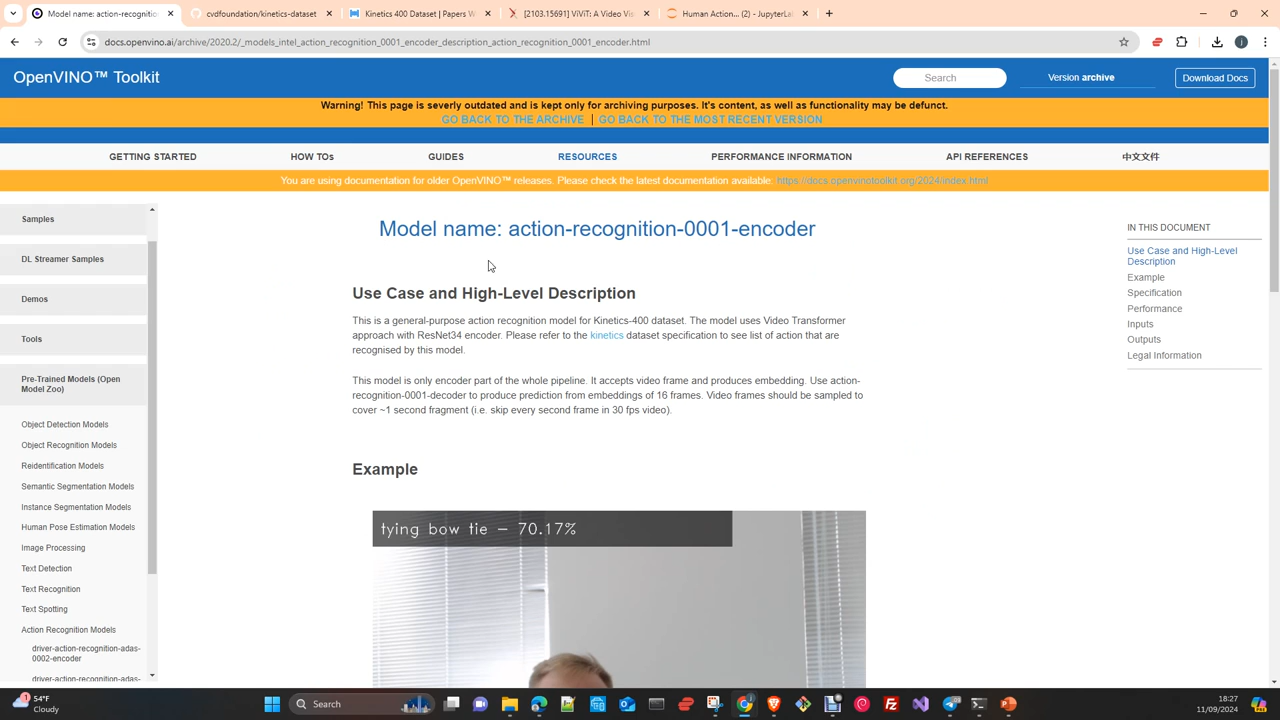 Model name: action-recogniti
cvdfoundation/kinetics-dataset
Kinetics 400 Dataset | Papers W
[2103.15691] ViViT: A Video Vis
Human Action... (2) - JupyterLa
docs.openvino.ai/archive/2020.2/_models_intel_action_recognition_0001_encoder_description_action_recognition_0001_encoder.html
OpenVINO™ Toolkit
Search
Version archive
Download Docs
Warning! This page is severly outdated and is kept only for archiving purposes. It's content, as well as functionality may be defunct.
GO BACK TO THE ARCHIVE | GO BACK TO THE MOST RECENT VERSION
GETTING STARTED
HOW TOs
GUIDES
RESOURCES
PERFORMANCE INFORMATION
API REFERENCES
中文文件
You are using documentation for older OpenVINO™ releases. Please check the latest documentation available: https://docs.openvinotoolkit.org/2024/index.html
Samples
DL Streamer Samples
Demos
Tools
Pre-Trained Models (Open
Model Zoo)
Object Detection Models
Object Recognition Models
Reidentification Models
Semantic Segmentation Models
Instance Segmentation Models
Human Pose Estimation Models
Image Processing
Text Detection
Text Recognition
Text Spotting
Action Recognition Models
driver-action-recognition-adas-
0002-encoder
driver-action-recognition-adas-
Model name: action-recognition-0001-encoder
Use Case and High-Level Description
This is a general-purpose action recognition model for Kinetics-400 dataset. The model uses Video Transformer
approach with ResNet34 encoder. Please refer to the kinetics dataset specification to see list of action that are
recognised by this model.
This model is only encoder part of the whole pipeline. It accepts video frame and produces embedding. Use action-
recognition-0001-decoder to produce prediction from embeddings of 16 frames. Video frames should be sampled to
cover ~1 second fragment (i.e. skip every second frame in 30 fps video).
Example
tying bow tie - 70.17%
IN THIS DOCUMENT
Use Case and High-Level
Description
Example
Specification
Performance
Inputs
Outputs
Legal Information
54°F
Cloudy
Search
18:27
11/09/2024